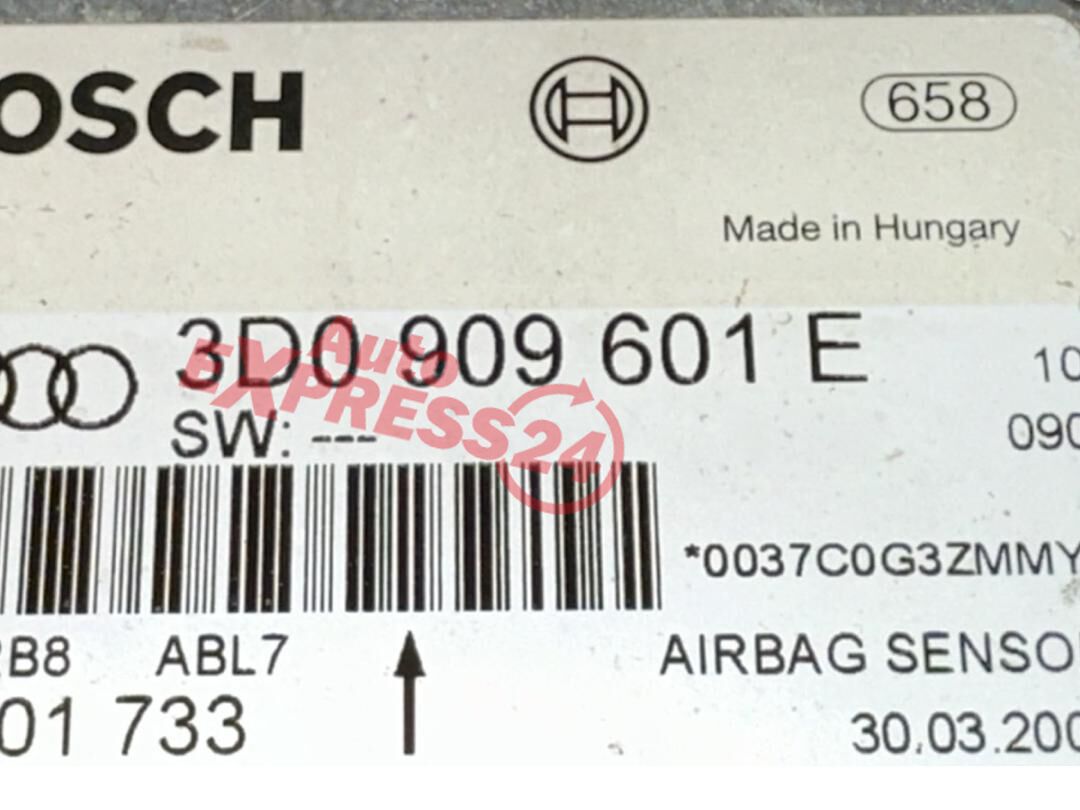 OSCH
658
Made in Hungary
3D0 909 601 E
10
SW: ---
090
Auto
EXPRESS24
*0037C0G3ZMMY
B8 ABL7
AIRBAG SENSO
01 733
30.03.200